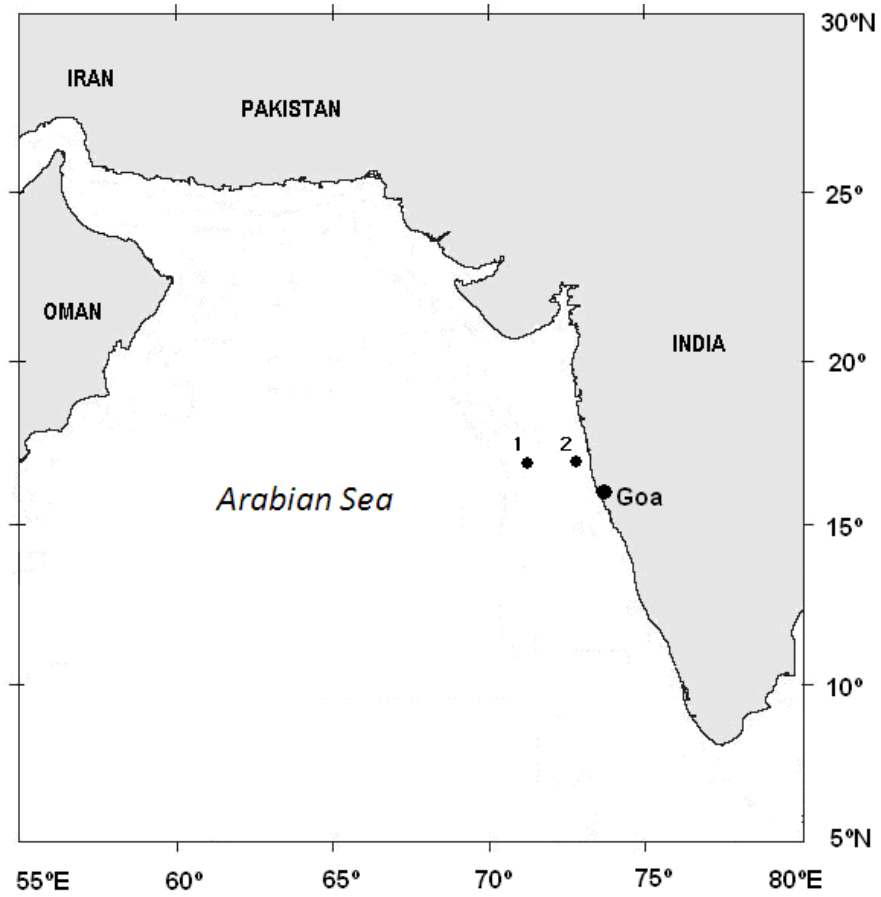 30ºN
IRAN
PAKISTAN
25º
OMAN
INDIA
20º
1 2
Arabian Sea
Goa
15º
10º
5ºN
55ºE 60º 65º 70º 75º 80ºE